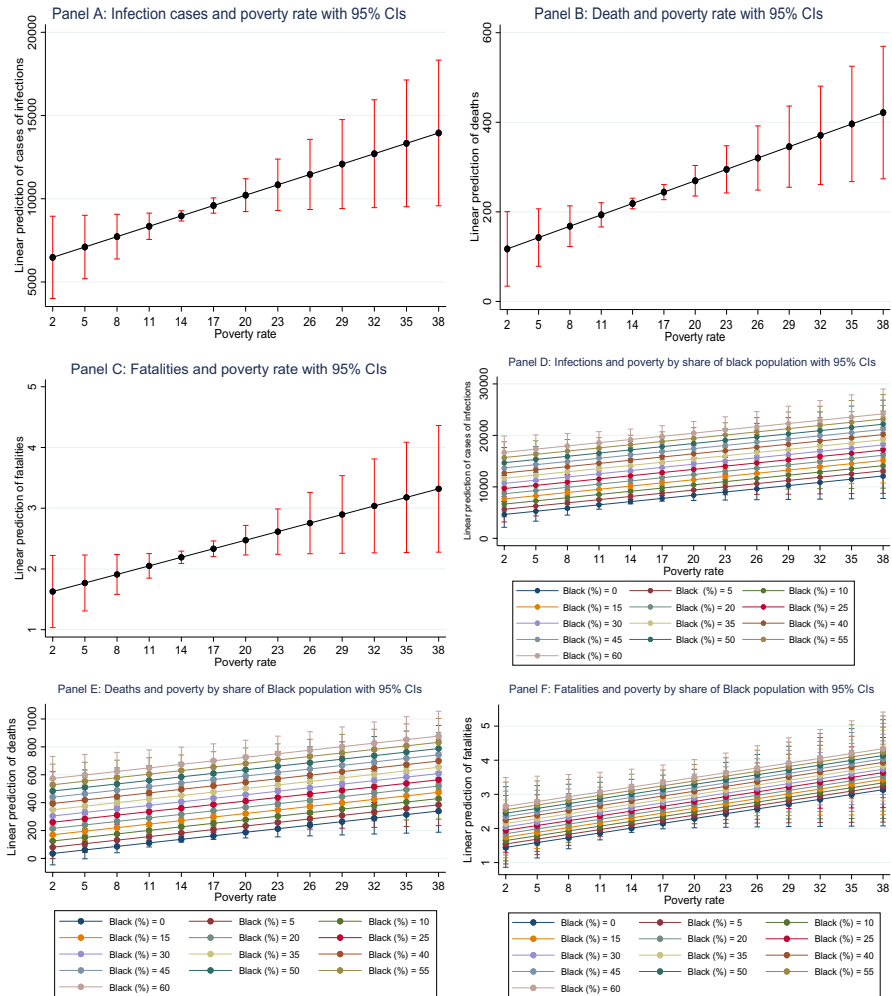 Panel A: Infection cases and poverty rate with 95% CIs
Linear prediction of cases of infections
20000
15000
10000
5000
2 5 8 11 14 17 20 23 26 29 32 35 38
Poverty rate
Panel B: Death and poverty rate with 95% CIs
Linear prediction of deaths
600
400
200
0
2 5 8 11 14 17 20 23 26 29 32 35 38
Poverty rate
Panel C: Fatalities and poverty rate with 95% CIs
Linear prediction of fatalities
5
4
3
2
1
2 5 8 11 14 17 20 23 26 29 32 35 38
Poverty rate
Panel D: Infections and poverty by share of black population with 95% CIs
Linear prediction of cases of infections
30000
20000
10000
0
2 5 8 11 14 17 20 23 26 29 32 35 38
Poverty rate
Black (%) = 0 Black (%) = 5 Black (%) = 10
Black (%) = 15 Black (%) = 20 Black (%) = 25
Black (%) = 30 Black (%) = 35 Black (%) = 40
Black (%) = 45 Black (%) = 50 Black (%) = 55
Black (%) = 60
Panel E: Deaths and poverty by share of Black population with 95% CIs
Linear prediction of deaths
1000
800
600
400
200
0
2 5 8 11 14 17 20 23 26 29 32 35 38
Poverty rate
Black (%) = 0 Black (%) = 5 Black (%) = 10
Black (%) = 15 Black (%) = 20 Black (%) = 25
Black (%) = 30 Black (%) = 35 Black (%) = 40
Black (%) = 45 Black (%) = 50 Black (%) = 55
Black (%) = 60
Panel F: Fatalities and poverty by share of Black population with 95% CIs
Linear prediction of fatalities
5
4
3
2
1
2 5 8 11 14 17 20 23 26 29 32 35 38
Poverty rate
Black (%) = 0 Black (%) = 5 Black (%) = 10
Black (%) = 15 Black (%) = 20 Black (%) = 25
Black (%) = 30 Black (%) = 35 Black (%) = 40
Black (%) = 45 Black (%) = 50 Black (%) = 55
Black (%) = 60